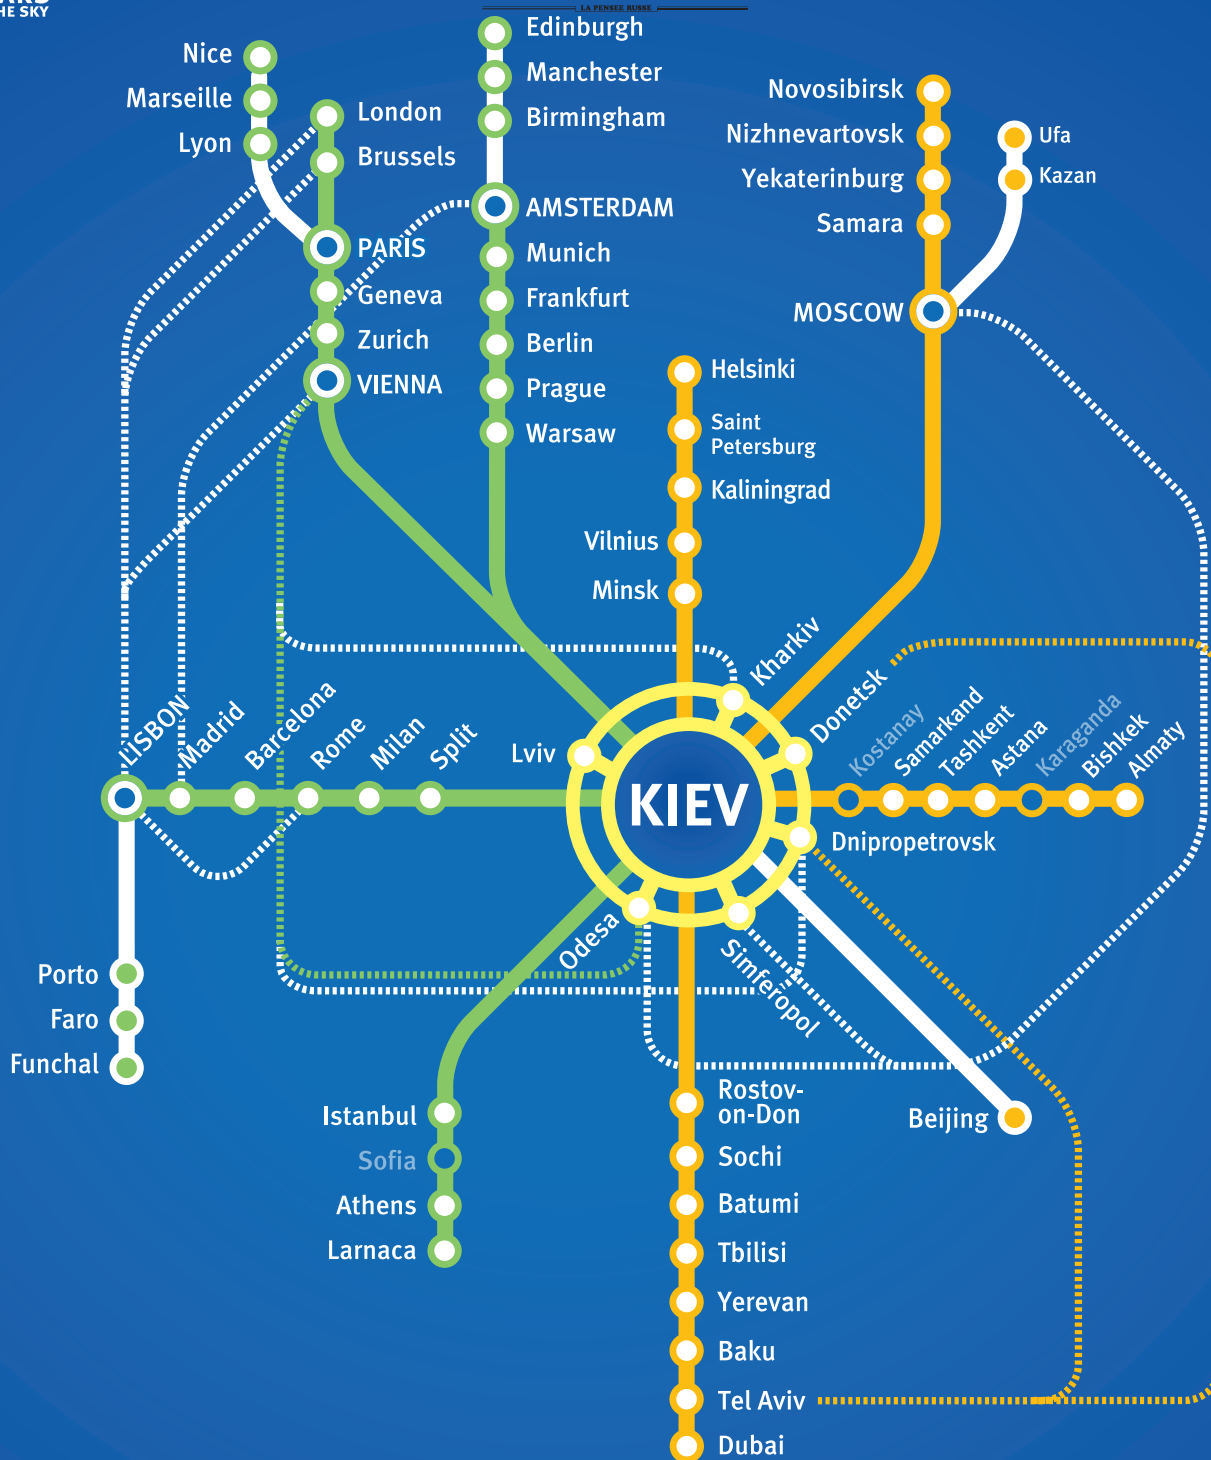 THE SKY
LA PENSEE RUSSE
Edinburgh
Nice
Manchester
Marseille
London
Birmingham
Lyon
Brussels
Novosibirsk
Nizhnevartovsk
Ufa
Yekaterinburg
Kazan
Samara
AMSTERDAM
PARIS
Munich
Geneva
Frankfurt
MOSCOW
Zurich
Berlin
VIENNA
Prague
Helsinki
Warsaw
Saint
Petersburg
Kaliningrad
Vilnius
Minsk
Kharkiv
Donetsk
LISBON
Madrid
Barcelona
Rome
Milan
Split
Lviv
KIEV
Kostanay
Samarkand
Tashkent
Astana
Karaganda
Bishkek
Almaty
Dnipropetrovsk
Odesa
Simferopol
Porto
Faro
Funchal
Istanbul
Sofia
Athens
Larnaca
Rostov-
on-Don
Beijing
Sochi
Batumi
Tbilisi
Yerevan
Baku
Tel Aviv
Dubai